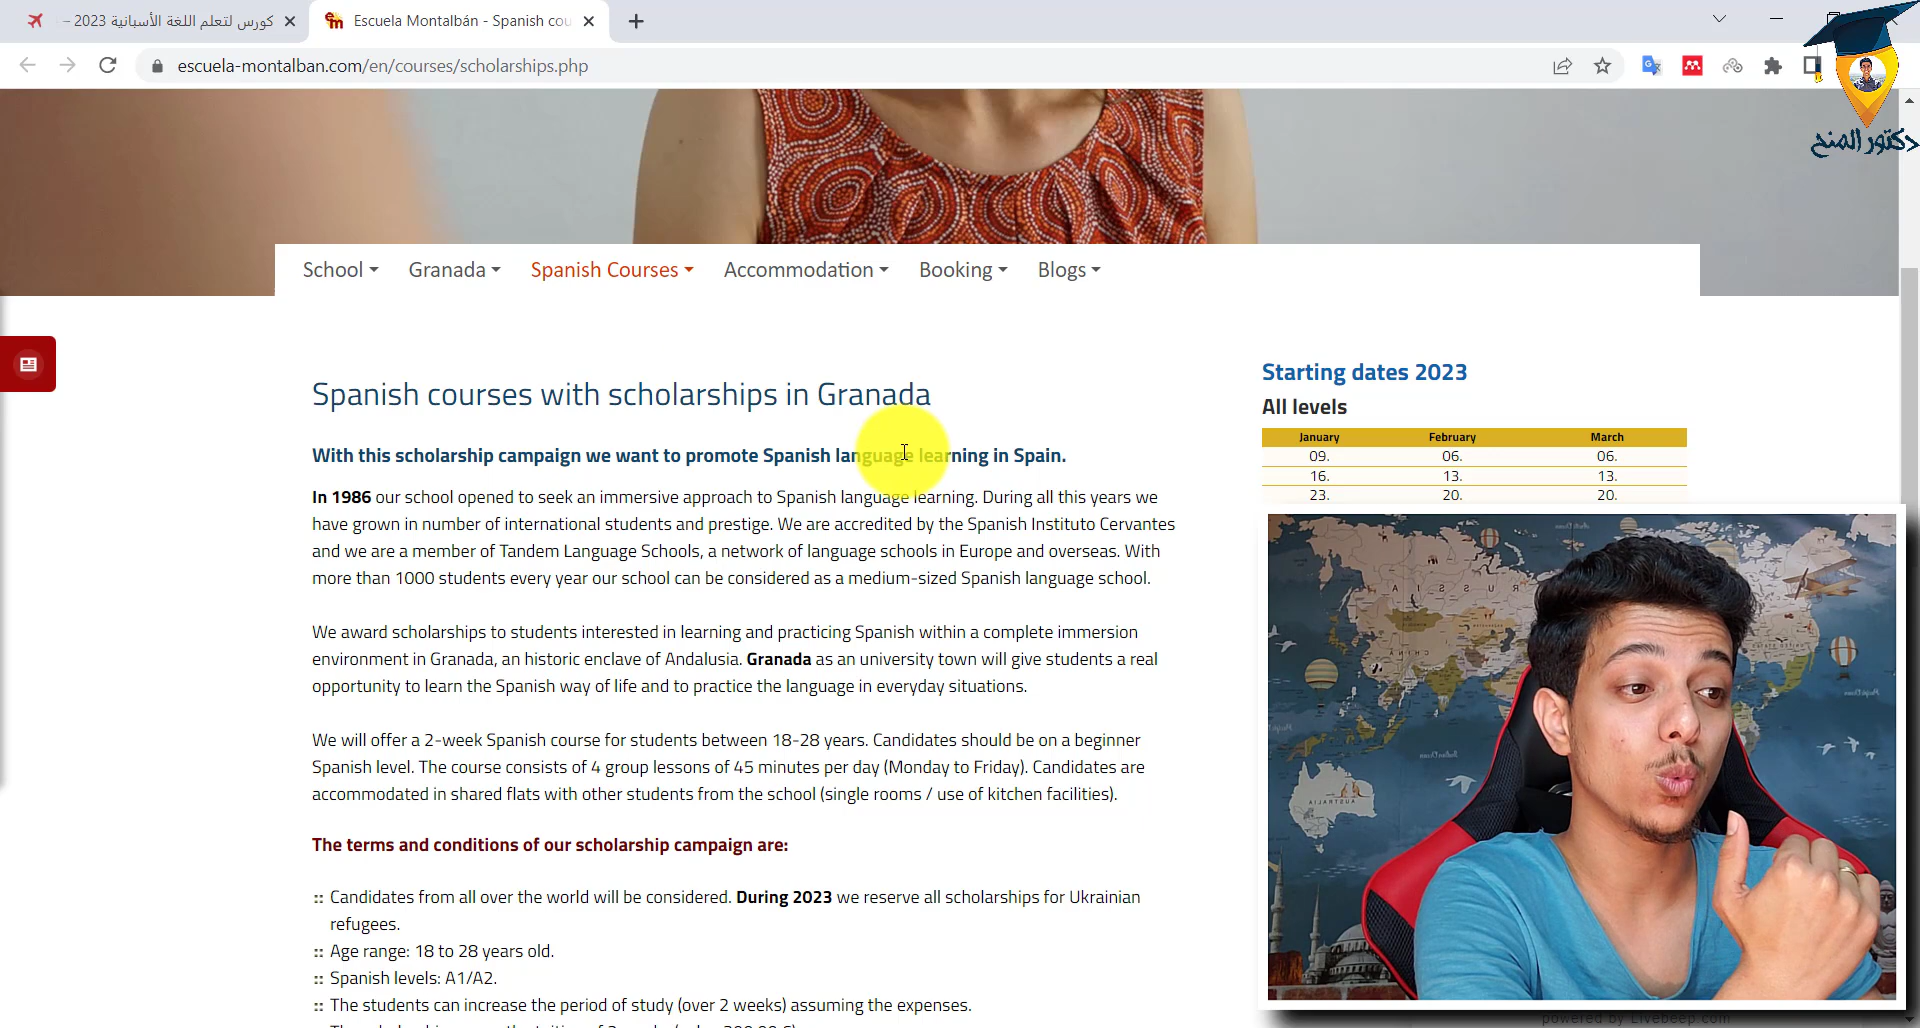 كورس لتعلم اللغة الأسبانية 2023 –
Escuela Montalbán - Spanish cou
escuela-montalban.com/en/courses/scholarships.php
دكتور المنح
School
Granada
Spanish Courses
Accommodation
Booking
Blogs
Spanish courses with scholarships in Granada
With this scholarship campaign we want to promote Spanish language learning in Spain.
In 1986 our school opened to seek an immersive approach to Spanish language learning. During all this years we
have grown in number of international students and prestige. We are accredited by the Spanish Instituto Cervantes
and we are a member of Tandem Language Schools, a network of language schools in Europe and overseas. With
more than 1000 students every year our school can be considered as a medium-sized Spanish language school.
We award scholarships to students interested in learning and practicing Spanish within a complete immersion
environment in Granada, an historic enclave of Andalusia. Granada as an university town will give students a real
opportunity to learn the Spanish way of life and to practice the language in everyday situations.
We will offer a 2-week Spanish course for students between 18-28 years. Candidates should be on a beginner
Spanish level. The course consists of 4 group lessons of 45 minutes per day (Monday to Friday). Candidates are
accommodated in shared flats with other students from the school (single rooms / use of kitchen facilities).
The terms and conditions of our scholarship campaign are:
:: Candidates from all over the world will be considered. During 2023 we reserve all scholarships for Ukrainian
refugees.
:: Age range: 18 to 28 years old.
:: Spanish levels: A1/A2.
:: The students can increase the period of study (over 2 weeks) assuming the expenses.
Starting dates 2023
All levels
January February March
09. 06. 06.
16. 13. 13.
23. 20. 20.
RUSSIA
CHINA
AUSTRALIA
powered by Livebeep.com